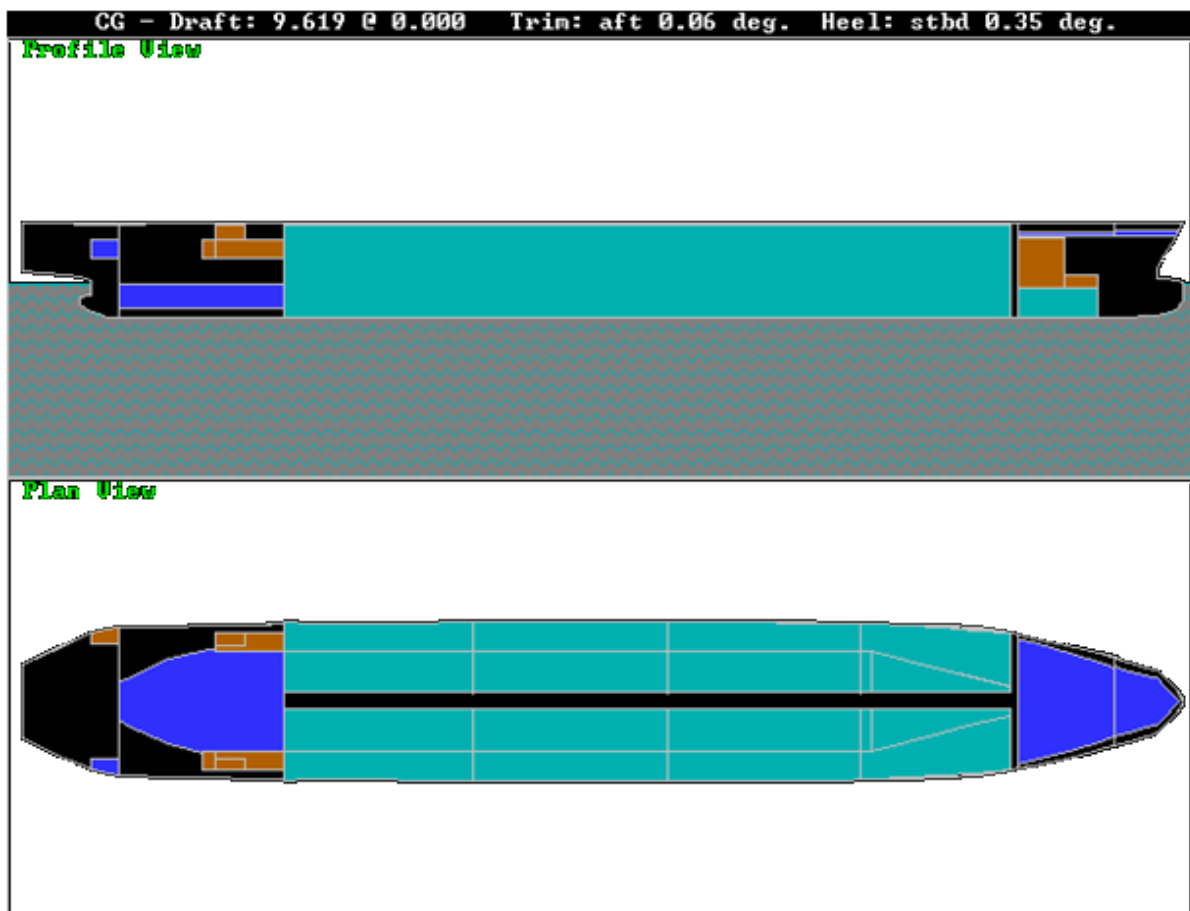 CG - Draft: 9.619 @ 0.000 Trim: aft 0.06 deg. Heel: stbd 0.35 deg.
Profile View
Plan View